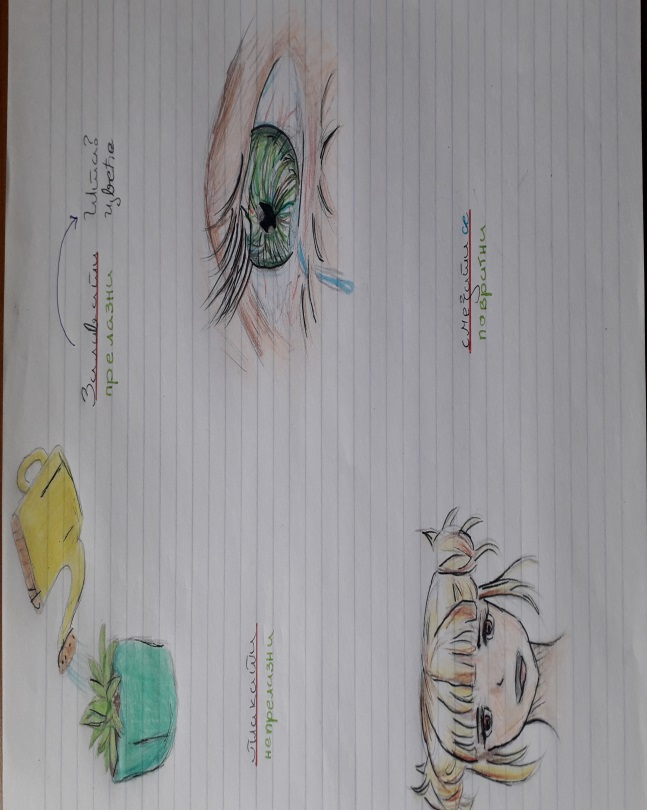 Заливати Шта?
прелазни цвеће
Плакати
непрелазни
смејати се
повратни